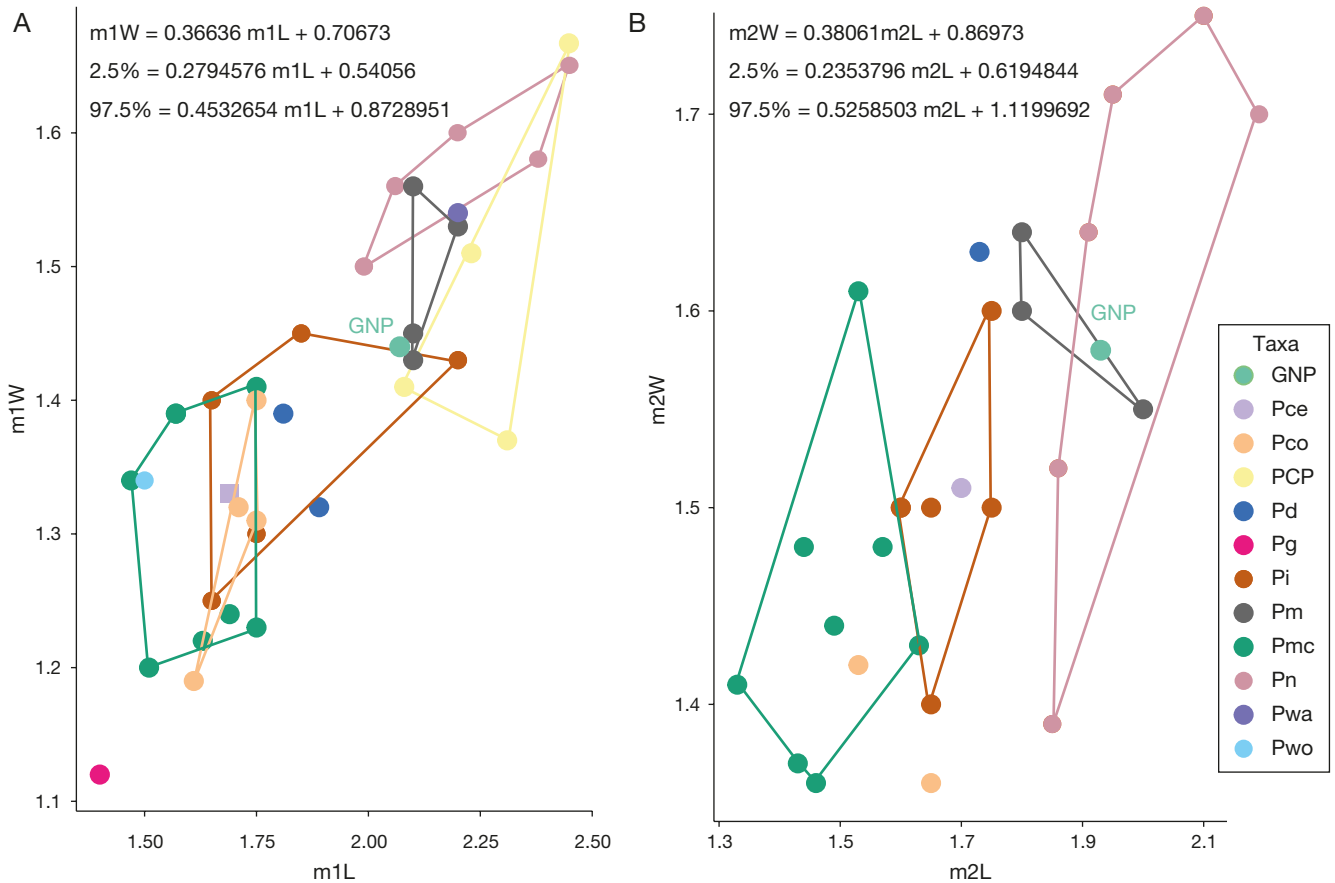 A
m1W = 0.36636 m1L + 0.70673
2.5% = 0.2794576 m1L + 0.54056
97.5% = 0.4532654 m1L + 0.8728951
GNP
m1W
1.6
1.5
1.4
1.3
1.2
1.1
1.50
1.75
2.00
2.25
2.50
m1L
B
m2W = 0.38061m2L + 0.86973
2.5% = 0.2353796 m2L + 0.6194844
97.5% = 0.5258503 m2L + 1.1199692
GNP
m2W
1.7
1.6
1.5
1.4
1.3
1.5
1.7
1.9
2.1
m2L
Taxa
GNP
Pce
Pco
PCP
Pd
Pg
Pi
Pm
Pmc
Pn
Pwa
Pwo